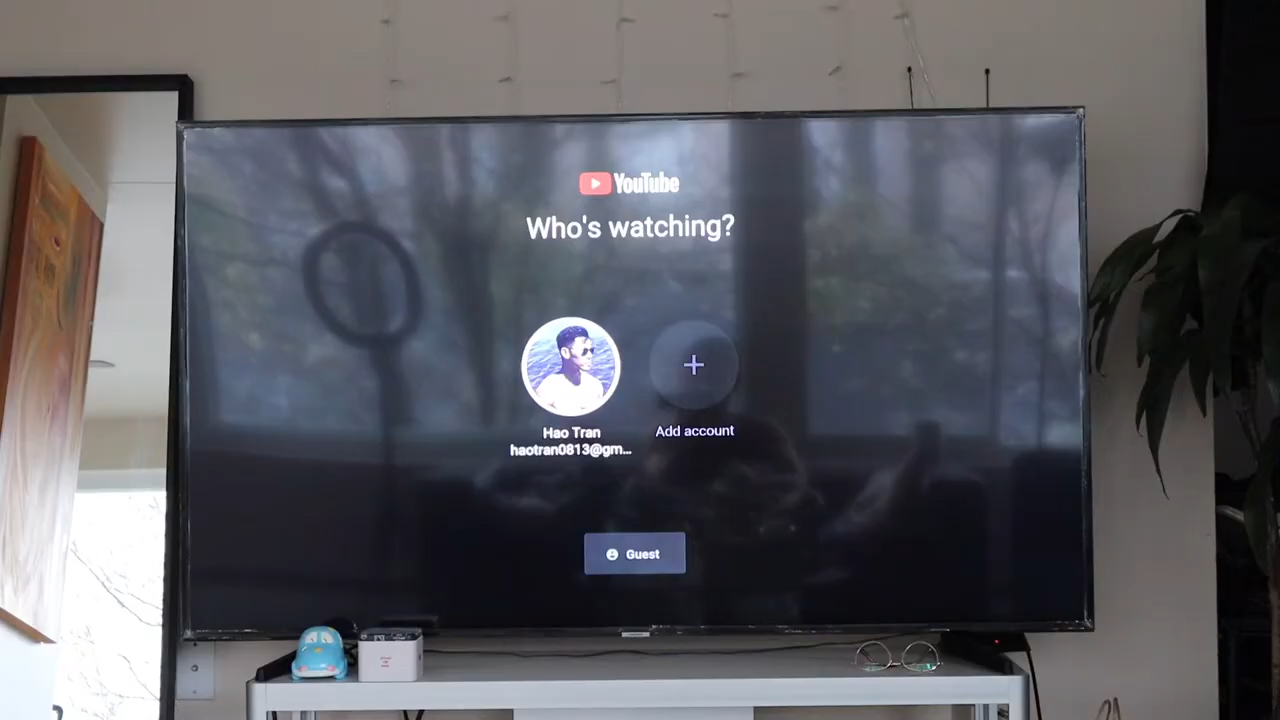 YouTube
Who's watching?
Hao Tran
haotran0813@gm...
Add account
Guest